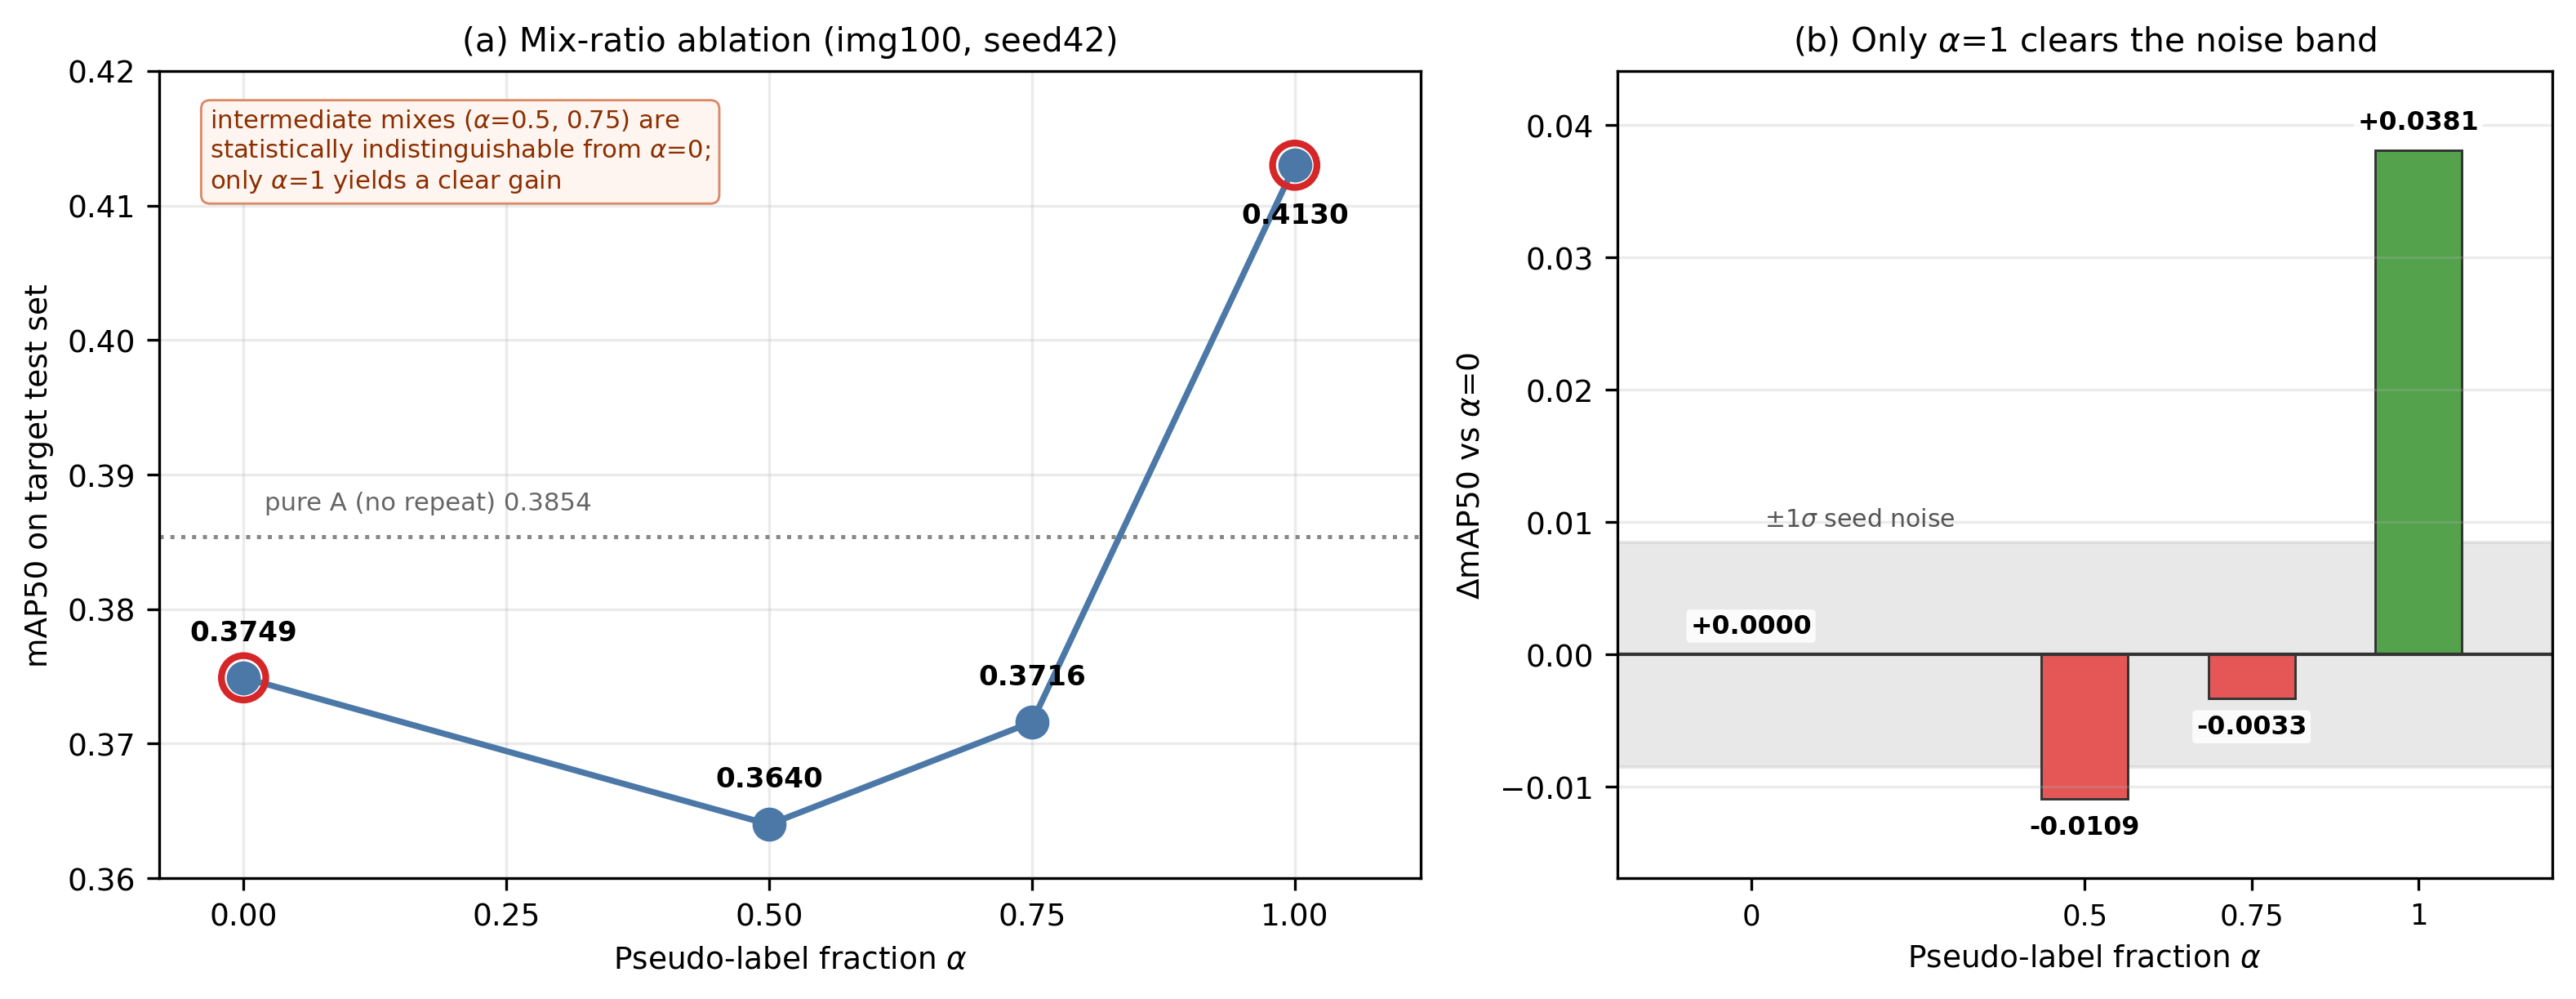 (a) Mix-ratio ablation (img100, seed42)
mAP50 on target test set
0.42
0.41
0.40
0.39
0.38
0.37
0.36
intermediate mixes (α=0.5, 0.75) are
statistically indistinguishable from α=0;
only α=1 yields a clear gain
0.4130
pure A (no repeat) 0.3854
0.3749
0.3716
0.3640
0.00 0.25 0.50 0.75 1.00
Pseudo-label fraction α
(b) Only α=1 clears the noise band
ΔmAP50 vs α=0
0.04
0.03
0.02
0.01
0.00
−0.01
+0.0381
±1σ seed noise
+0.0000
-0.0033
-0.0109
0 0.5 0.75 1
Pseudo-label fraction α